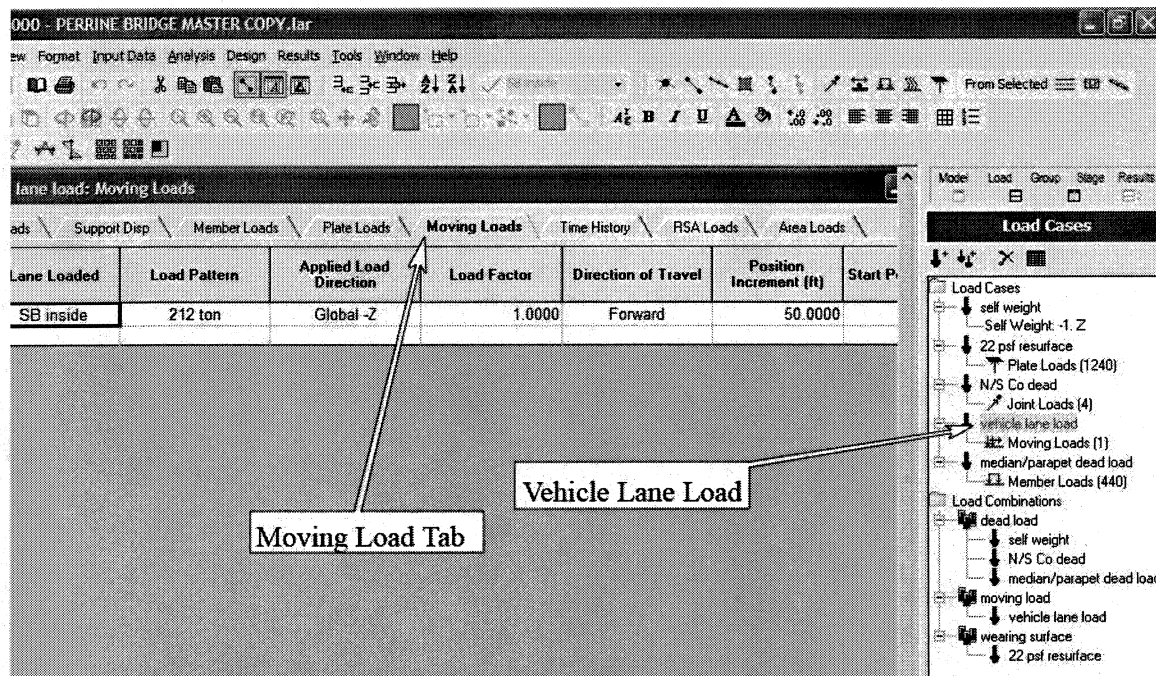 000 - PERRINE BRIDGE MASTER COPY.lar
ew Format Input Data Analysis Design Results Tools Window Help
From Selected
B I U A
lane load: Moving Loads
Model Load Group Stage Results
ads Support Disp Member Loads Plate Loads Moving Loads Time History RSA Loads Area Loads
Load Cases
Lane Loaded Load Pattern Applied Load Direction Load Factor Direction of Travel Position Increment (ft) Start P
SB inside 212 ton Global -Z 1.0000 Forward 50.0000
Load Cases
self weight
Self Weight: -1. Z
22 psf resurface
Plate Loads (1240)
N/S Co dead
Joint Loads (4)
vehicle lane load
Moving Loads (1)
median/parapet dead load
Member Loads (440)
Load Combinations
dead load
self weight
N/S Co dead
median/parapet dead load
moving load
vehicle lane load
wearing surface
22 psf resurface
Vehicle Lane Load
Moving Load Tab